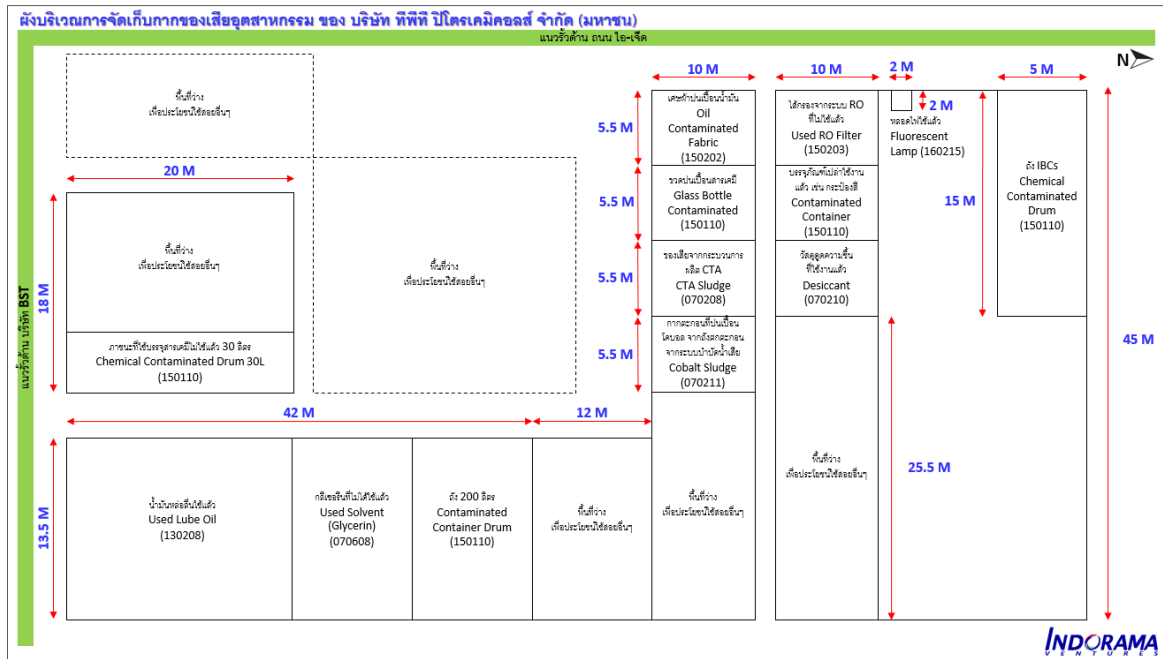 ผังบริเวณการจัดเก็บกากของเสียอุตสาหกรรม ของ บริษัท ทีพีที ปิโตรเคมิคอลส์ จำกัด (มหาชน)
แนวรั้วด้าน ถนน ไอ-เจ็ด
N
แนวรั้วด้าน บริษัท BST
พื้นที่ว่าง
เพื่อประโยชน์ใช้สอยอื่นๆ
20 M
18 M
พื้นที่ว่าง
เพื่อประโยชน์ใช้สอยอื่นๆ
ภาชนะที่ใช้บรรจุสารเคมีไม่ใช้แล้ว 30 ลิตร
Chemical Contaminated Drum 30L
(150110)
พื้นที่ว่าง
เพื่อประโยชน์ใช้สอยอื่นๆ
42 M
12 M
13.5 M
น้ำมันหล่อลื่นใช้แล้ว
Used Lube Oil
(130208)
กลีเซอรีนที่ไม่ได้ใช้แล้ว
Used Solvent
(Glycerin)
(070608)
ถัง 200 ลิตร
Contaminated
Container Drum
(150110)
พื้นที่ว่าง
เพื่อประโยชน์ใช้สอยอื่นๆ
10 M
5.5 M
เศษผ้าปนเปื้อนน้ำมัน
Oil
Contaminated
Fabric
(150202)
5.5 M
ขวดปนเปื้อนสารเคมี
Glass Bottle
Contaminated
(150110)
5.5 M
ของเสียจากกระบวนการ
ผลิต CTA
CTA Sludge
(070208)
5.5 M
กากตะกอนที่ปนเปื้อน
โคบอล จากถังตกตะกอน
จากระบบบำบัดน้ำเสีย
Cobalt Sludge
(070211)
พื้นที่ว่าง
เพื่อประโยชน์ใช้สอยอื่นๆ
10 M
ไส้กรองจากระบบ RO
ที่ไม่ใช้แล้ว
Used RO Filter
(150203)
บรรจุภัณฑ์เปล่าใช้งาน
แล้ว เช่น กระป๋องสี
Contaminated
Container
(150110)
วัสดุดูดความชื้น
ที่ใช้งานแล้ว
Desiccant
(070210)
พื้นที่ว่าง
เพื่อประโยชน์ใช้สอยอื่นๆ
25.5 M
2 M
2 M
หลอดไฟใช้แล้ว
Fluorescent
Lamp (160215)
5 M
15 M
ถัง IBCs
Chemical
Contaminated
Drum
(150110)
45 M
INDORAMA
VENTURES